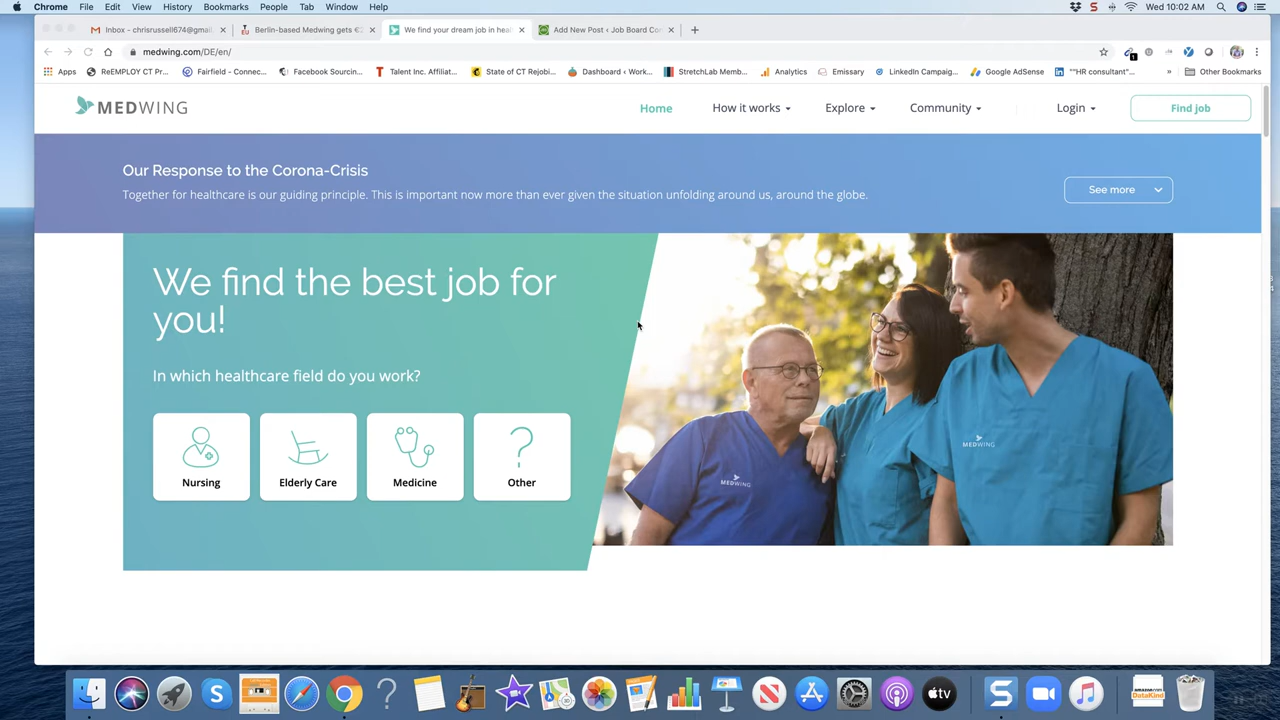 Chrome File Edit View History Bookmarks People Tab Window Help
Wed 10:02 AM
Inbox - chrisrussell674@gmail.
Berlin-based Medwing gets €2
We find your dream job in heal
Add New Post ‹ Job Board Con
medwing.com/DE/en/
Apps
ReEMPLOY CT Pr...
Fairfield - Connec...
Facebook Sourcin...
Talent Inc. Affiliat...
State of CT Rejobi...
Dashboard ‹ Work...
StretchLab Memb...
Analytics
Emissary
LinkedIn Campaig...
Google AdSense
""HR consultant"...
»
Other Bookmarks
MEDWING
Home
How it works
Explore
Community
Login
Find job
Our Response to the Corona-Crisis
Together for healthcare is our guiding principle. This is important now more than ever given the situation unfolding around us, around the globe.
See more
We find the best job for
you!
In which healthcare field do you work?
Nursing
Elderly Care
Medicine
Other
MEDWING
MEDWING
amazon.com
DataKind